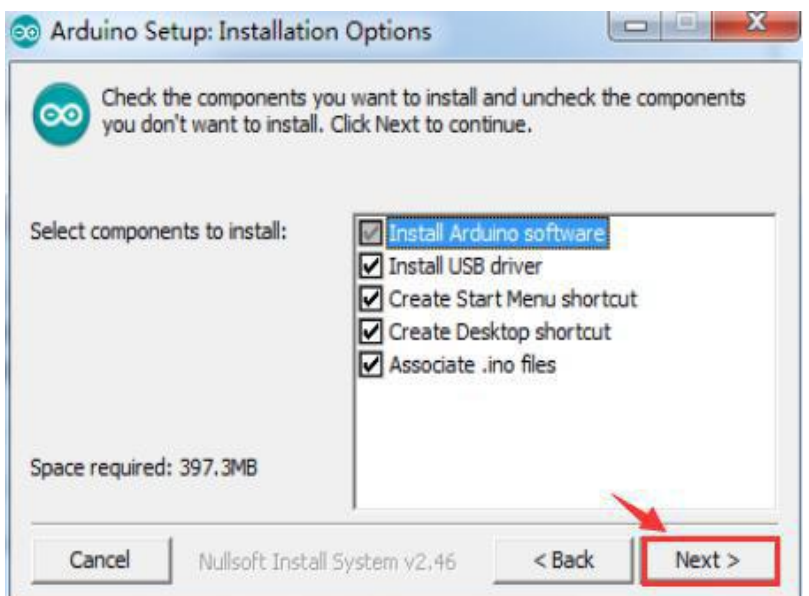 Arduino Setup: Installation Options
Check the components you want to install and uncheck the components
you don't want to install. Click Next to continue.
Select components to install:
Install Arduino software
Install USB driver
Create Start Menu shortcut
Create Desktop shortcut
Associate .ino files
Space required: 397.3MB
Cancel
Nullsoft Install System v2.46
< Back
Next >